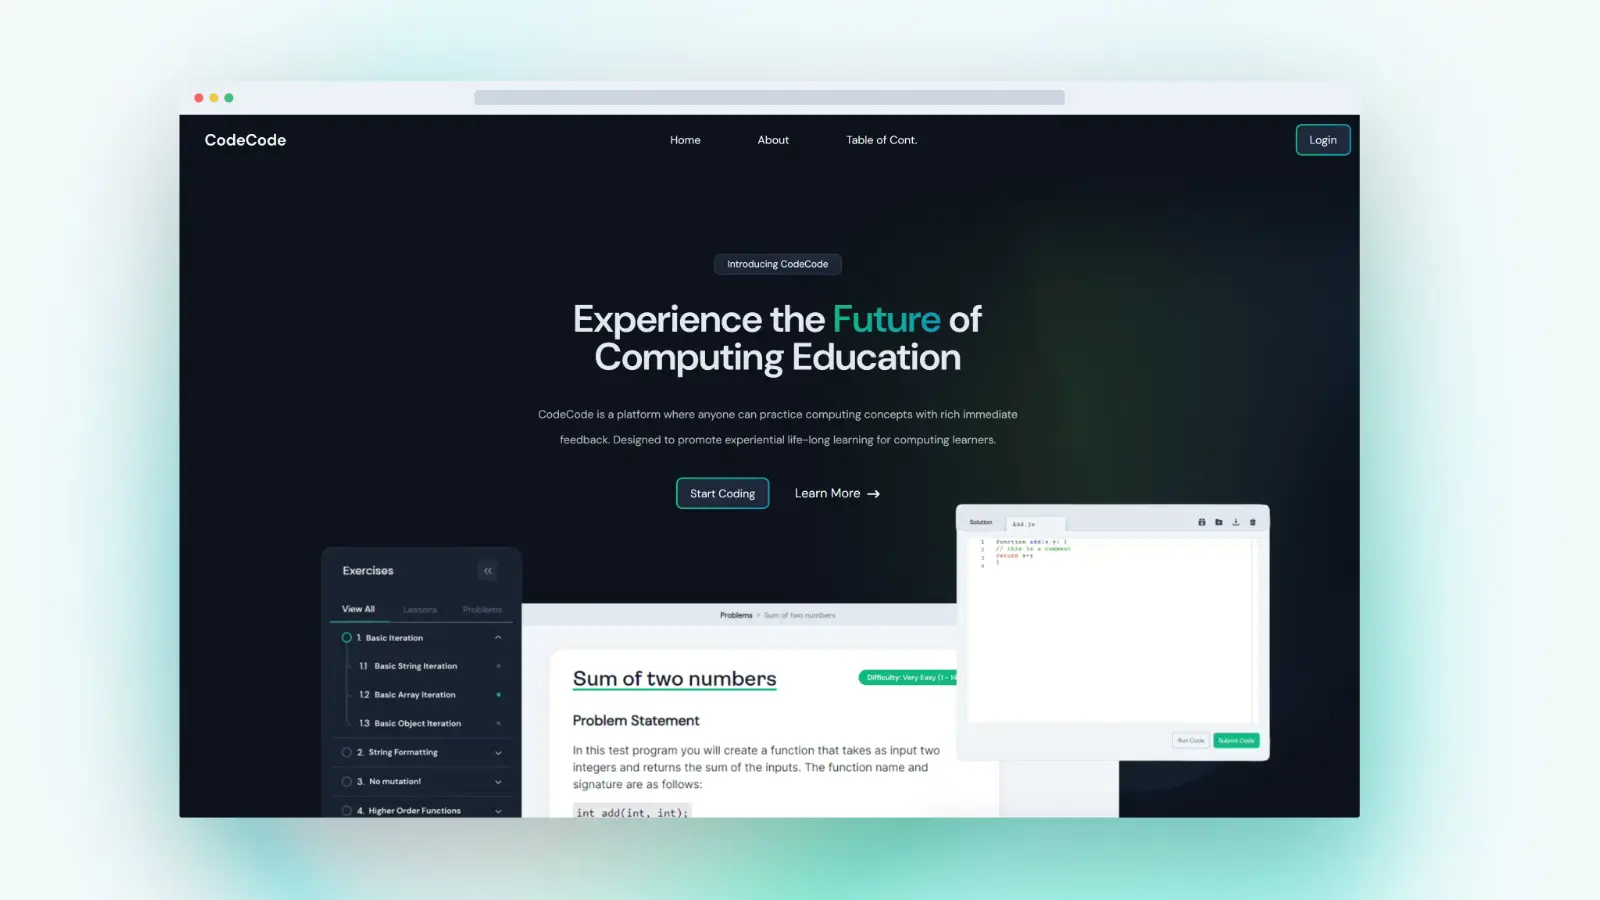 CodeCode
Home
About
Table of Cont.
Login
Introducing CodeCode
Experience the Future of
Computing Education
CodeCode is a platform where anyone can practice computing concepts with rich immediate
feedback. Designed to promote experiential life-long learning for computing learners.
Start Coding
Learn More →
Exercises
View All
Lessons
Problems
1. Basic Iteration
1.1 Basic String Iteration
1.2 Basic Array Iteration
1.3 Basic Object Iteration
2. String Formatting
3. No mutation!
4. Higher Order Functions
Problems > Sum of two numbers
Sum of two numbers
Difficulty: Very Easy (1 -
Problem Statement
In this test program you will create a function that takes as input two
integers and returns the sum of the inputs. The function name and
signature are as follows:
int add(int, int);
Solution
Add.js
1 function add(x,y) {
2 // this is a comment
3 return x+y
4 }
Run Code
Submit Code